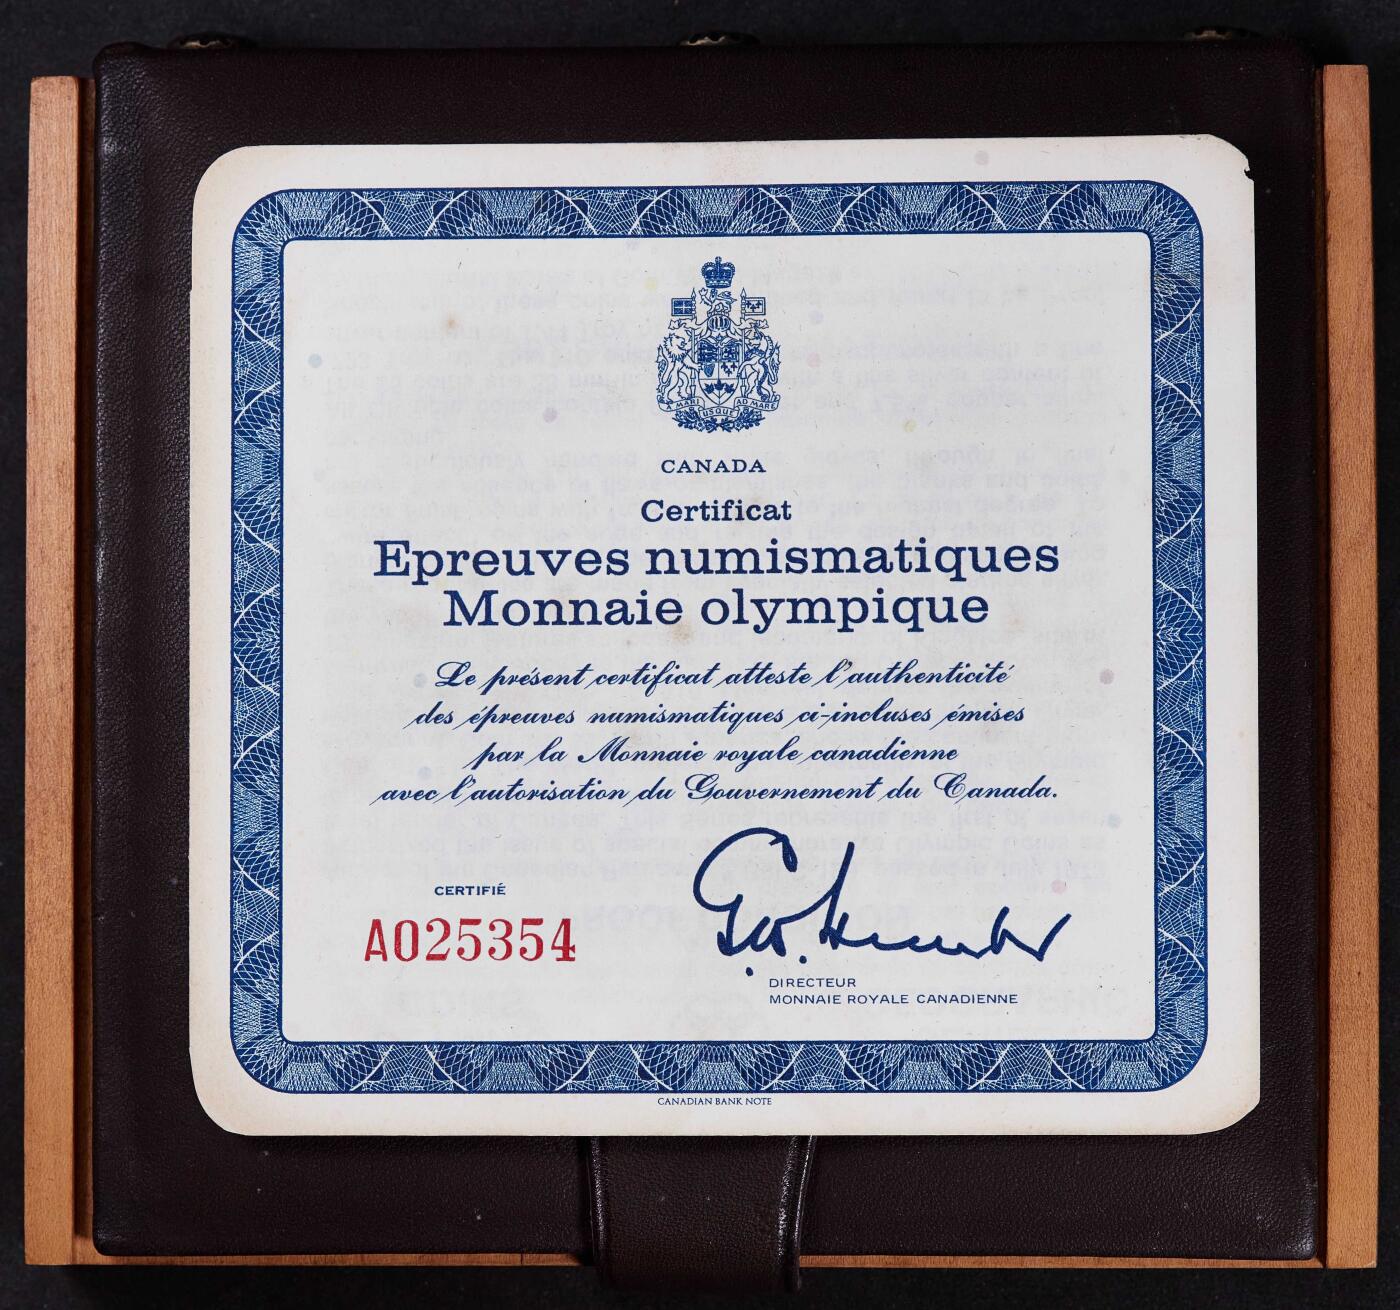 A MARI USQUE AD MARE
CANADA
Certificat
Epreuves numismatiques
Monnaie olympique
Le présent certificat atteste l'authenticité
des épreuves numismatiques ci-incluses émises
par la Monnaie royale canadienne
avec l'autorisation du Gouvernement du Canada.
CERTIFIÉ
A025354
DIRECTEUR
MONNAIE ROYALE CANADIENNE
CANADIAN BANK NOTE